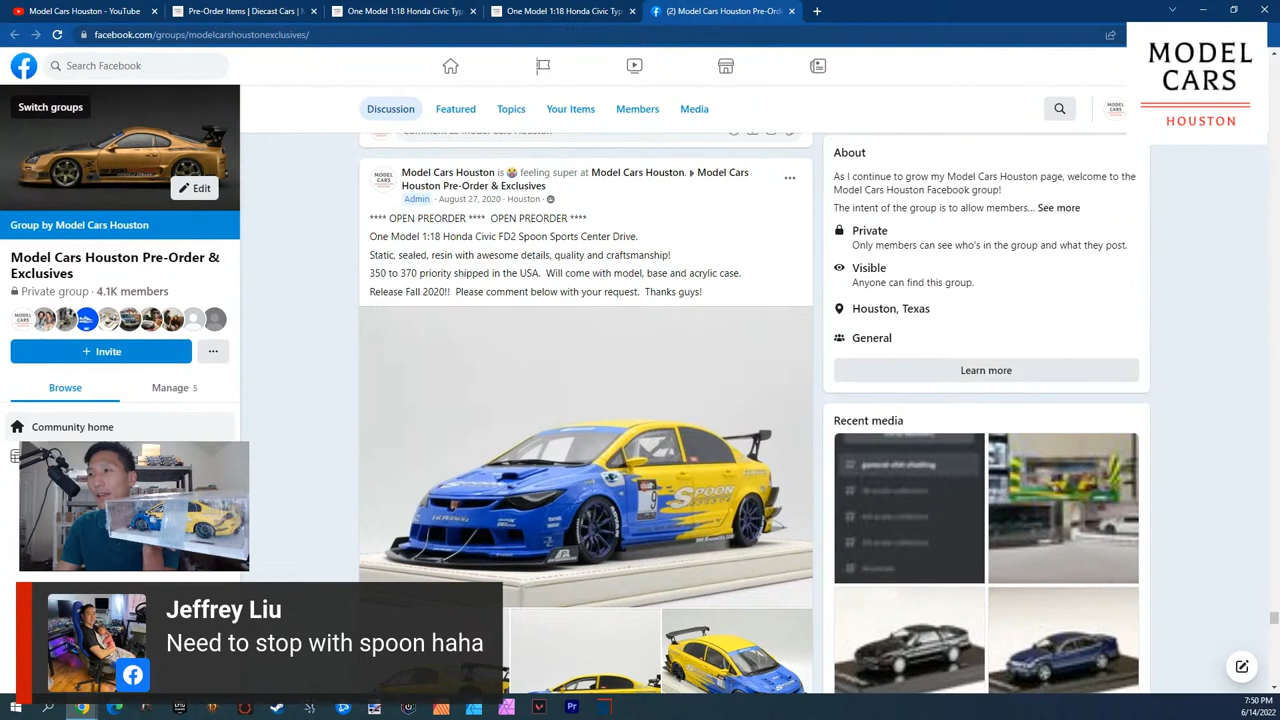 Model Cars Houston - YouTube
Pre-Order Items | Diecast Cars | M
One Model 1:18 Honda Civic Typ
One Model 1:18 Honda Civic Typ
(2) Model Cars Houston Pre-Ord
facebook.com/groups/modelcarshoustonexclusives/
MODEL
CARS
HOUSTON
Search Facebook
Switch groups
Edit
Group by Model Cars Houston
Model Cars Houston Pre-Order &
Exclusives
Private group · 4.1K members
+ Invite
Browse
Manage 5
Community home
Discussion
Featured
Topics
Your Items
Members
Media
Model Cars Houston is feeling super at Model Cars Houston. Model Cars
Houston Pre-Order & Exclusives
Admin · August 27, 2020 · Houston ·
**** OPEN PREORDER **** OPEN PREORDER ****
One Model 1:18 Honda Civic FD2 Spoon Sports Center Drive.
Static, sealed, resin with awesome details, quality and craftsmanship!
350 to 370 priority shipped in the USA. Will come with model, base and acrylic case.
Release Fall 2020!! Please comment below with your request. Thanks guys!
9
SPOON
About
As I continue to grow my Model Cars Houston page, welcome to the
Model Cars Houston Facebook group!
The intent of the group is to allow members... See more
Private
Only members can see who's in the group and what they post.
Visible
Anyone can find this group.
Houston, Texas
General
Learn more
Recent media
Jeffrey Liu
Need to stop with spoon haha
7:50 PM
6/14/2022